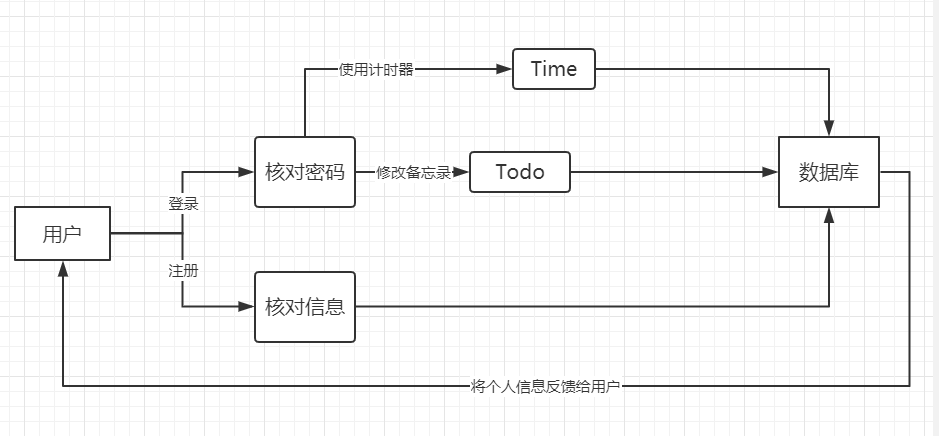 使用计时器
Time
核对密码
修改备忘录
Todo
数据库
登录
用户
注册
核对信息
将个人信息反馈给用户